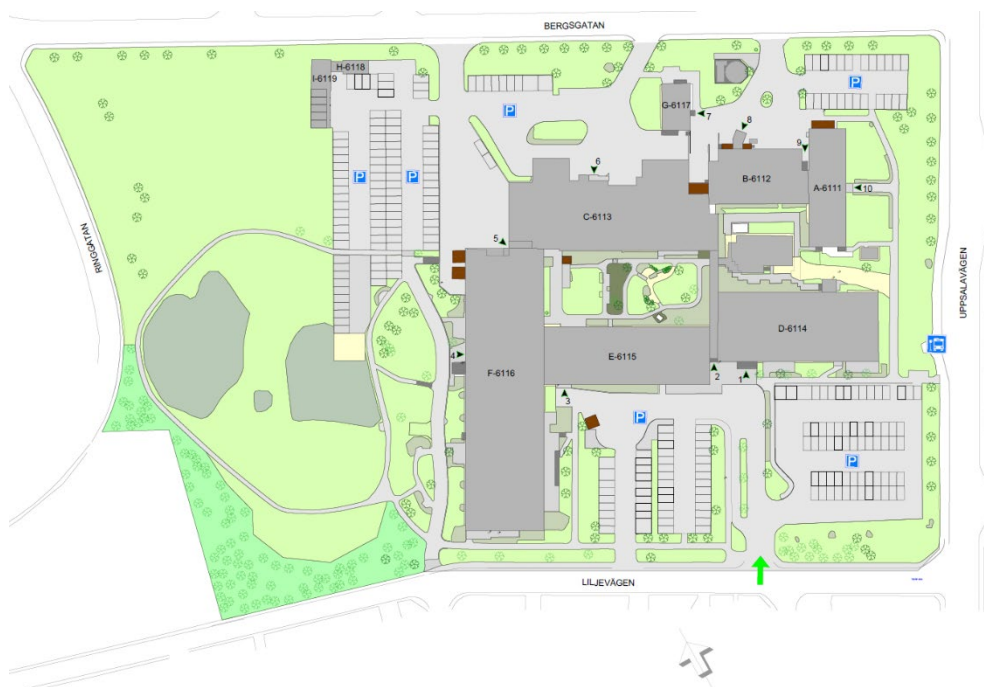 BERGSGATAN
H-6118
I-6119
P
P
G-6117
7
8
9
B-6112
A-6111
10
P
P
6
C-6113
5
RINGGATAN
UPPSALAVÄGEN
D-6114
E-6115
4
F-6116
2
1
3
P
P
LILJEVÄGEN